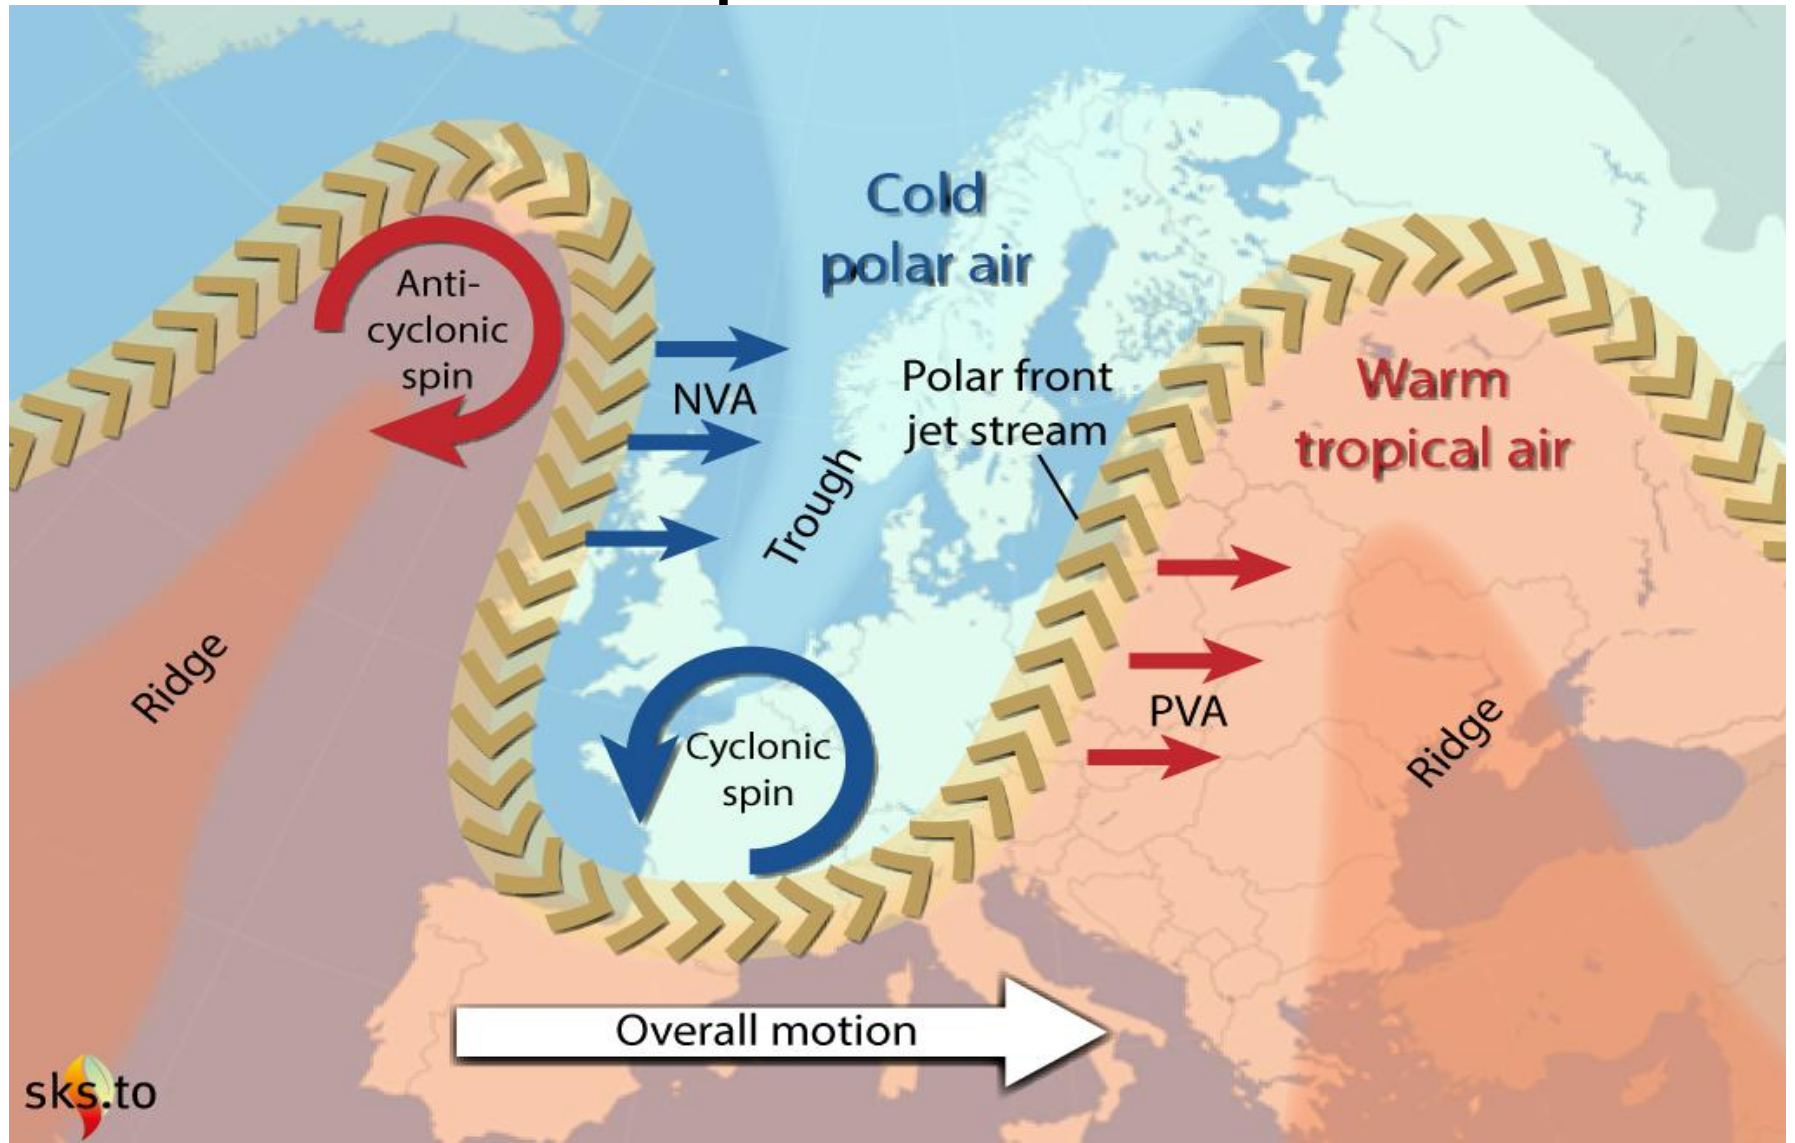 Cold
polar air
Anti-
cyclonic
spin
NVA
Polar front
jet stream
Warm
tropical air
Trough
Ridge
PVA
Ridge
Cyclonic
spin
Overall motion
sks.to